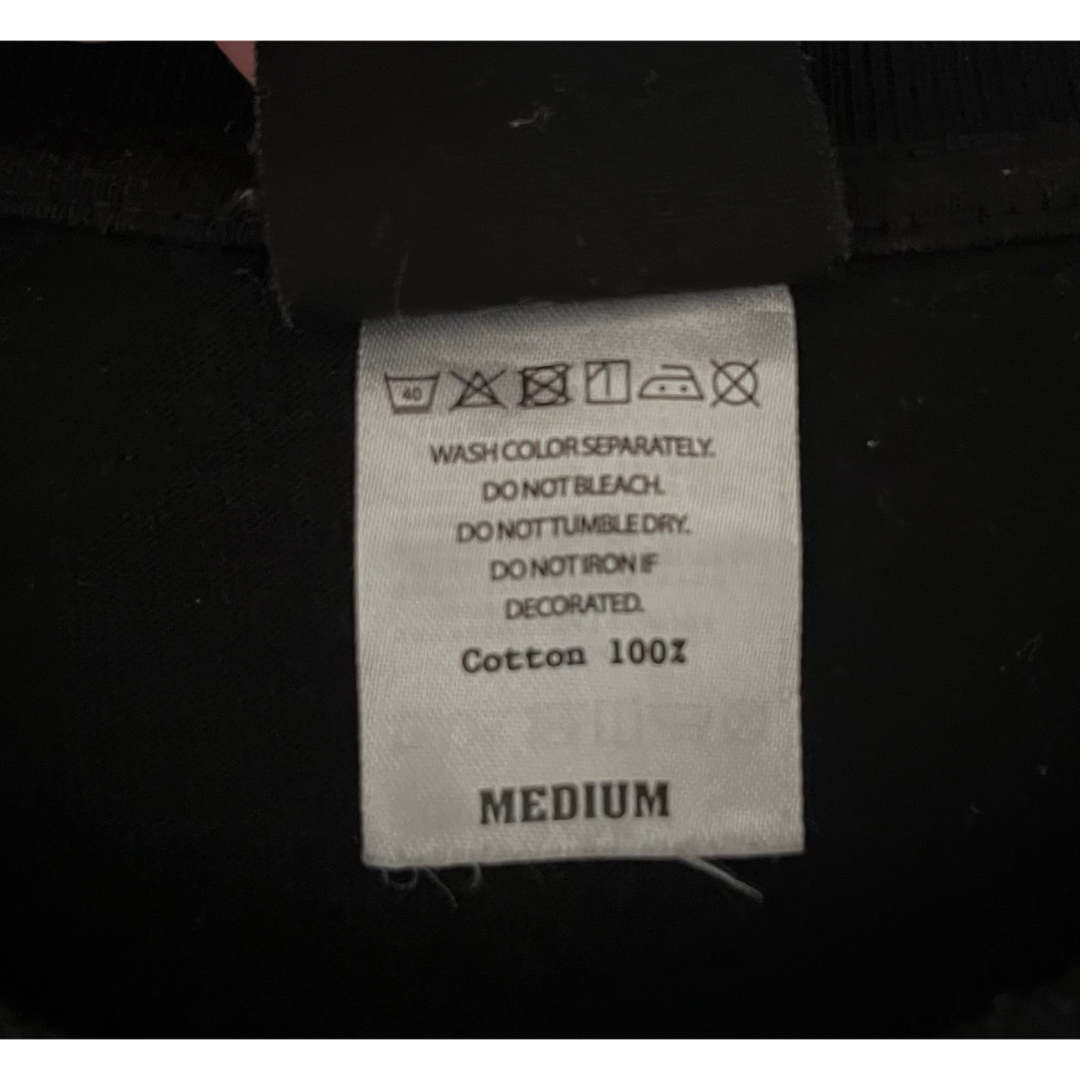 40
WASH COLOR SEPARATELY.
DO NOT BLEACH.
DO NOT TUMBLE DRY.
DO NOT IRON IF
DECORATED.
Cotton 100%
MEDIUM